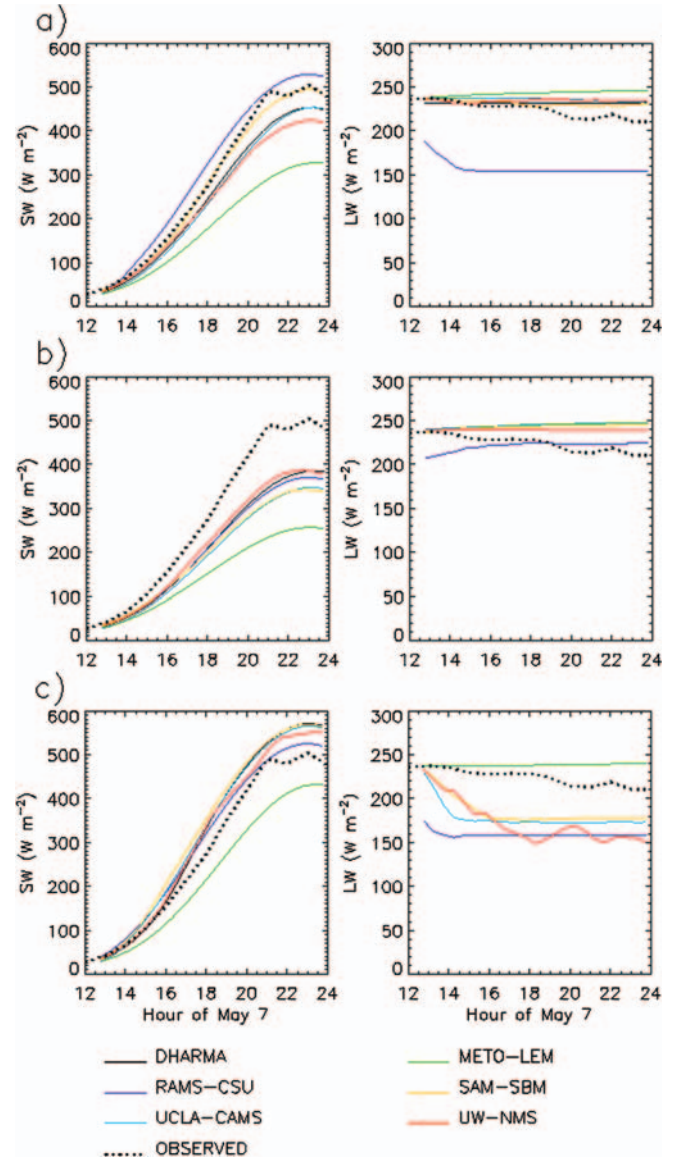 a)
600
500
400
300
200
100
0
SW (W m−2)
12 14 16 18 20 22 24
300
250
200
150
100
50
0
LW (W m−2)
12 14 16 18 20 22 24
b)
600
500
400
300
200
100
0
SW (W m−2)
12 14 16 18 20 22 24
300
250
200
150
100
50
0
LW (W m−2)
12 14 16 18 20 22 24
c)
600
500
400
300
200
100
0
SW (W m−2)
12 14 16 18 20 22 24
Hour of May 7
300
250
200
150
100
50
0
LW (W m−2)
12 14 16 18 20 22 24
Hour of May 7
DHARMA
RAMS−CSU
UCLA−CAMS
OBSERVED
METO−LEM
SAM−SBM
UW−NMS